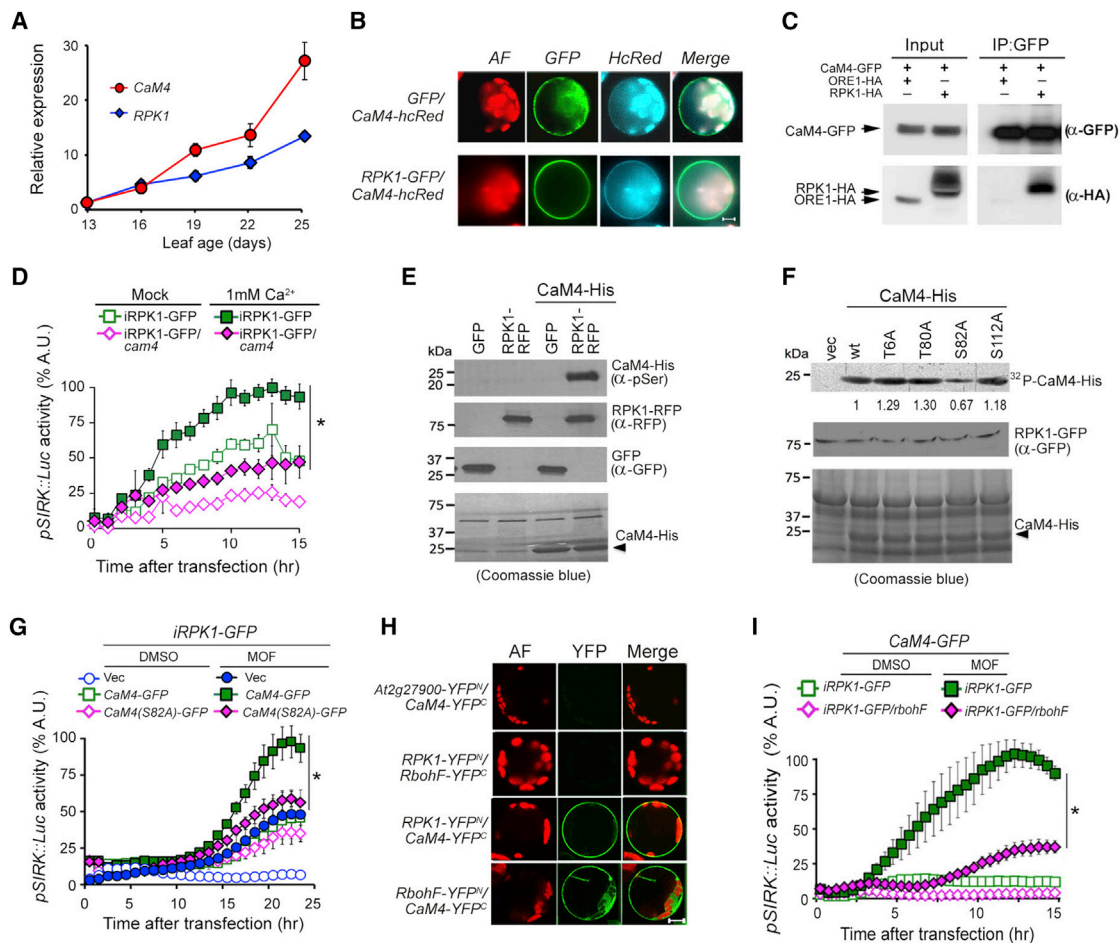 A
Relative expression
30
20
10
0
CaM4
RPK1
13 16 19 22 25
Leaf age (days)
B
AF GFP HcRed Merge
GFP/
CaM4-hcRed
RPK1-GFP/
CaM4-hcRed
C
Input IP:GFP
CaM4-GFP + + + +
ORE1-HA + – + –
RPK1-HA – + – +
CaM4-GFP (α-GFP)
RPK1-HA
ORE1-HA (α-HA)
D
Mock 1mM Ca²⁺
iRPK1-GFP iRPK1-GFP
iRPK1-GFP/ iRPK1-GFP/
cam4 cam4
pSIRK::Luc activity (% A.U.)
100
75
50
25
0
*
0 5 10 15
Time after transfection (hr)
E
CaM4-His
GFP RPK1-RFP GFP RPK1-RFP
kDa
25
20
CaM4-His
(α-pSer)
75
RPK1-RFP
(α-RFP)
37
25
GFP
(α-GFP)
75
37
25
CaM4-His
(Coomassie blue)
F
CaM4-His
vec wt T6A T80A S82A S112A
kDa
25
³²P-CaM4-His
1 1.29 1.30 0.67 1.18
75
RPK1-GFP
(α-GFP)
75
37
25
CaM4-His
(Coomassie blue)
G
iRPK1-GFP
DMSO MOF
Vec Vec
CaM4-GFP CaM4-GFP
CaM4(S82A)-GFP CaM4(S82A)-GFP
pSIRK::Luc activity (% A.U.)
100
75
50
25
0
*
0 5 10 15 20 25
Time after transfection (hr)
H
AF YFP Merge
At2g27900-YFPᴺ/
CaM4-YFPᶜ
RPK1-YFPᴺ/
RbohF-YFPᶜ
RPK1-YFPᴺ/
CaM4-YFPᶜ
RbohF-YFPᴺ/
CaM4-YFPᶜ
I
CaM4-GFP
DMSO MOF
iRPK1-GFP iRPK1-GFP
iRPK1-GFP/rbohF iRPK1-GFP/rbohF
pSIRK::Luc activity (% A.U.)
100
75
50
25
0
*
0 5 10 15
Time after transfection (hr)